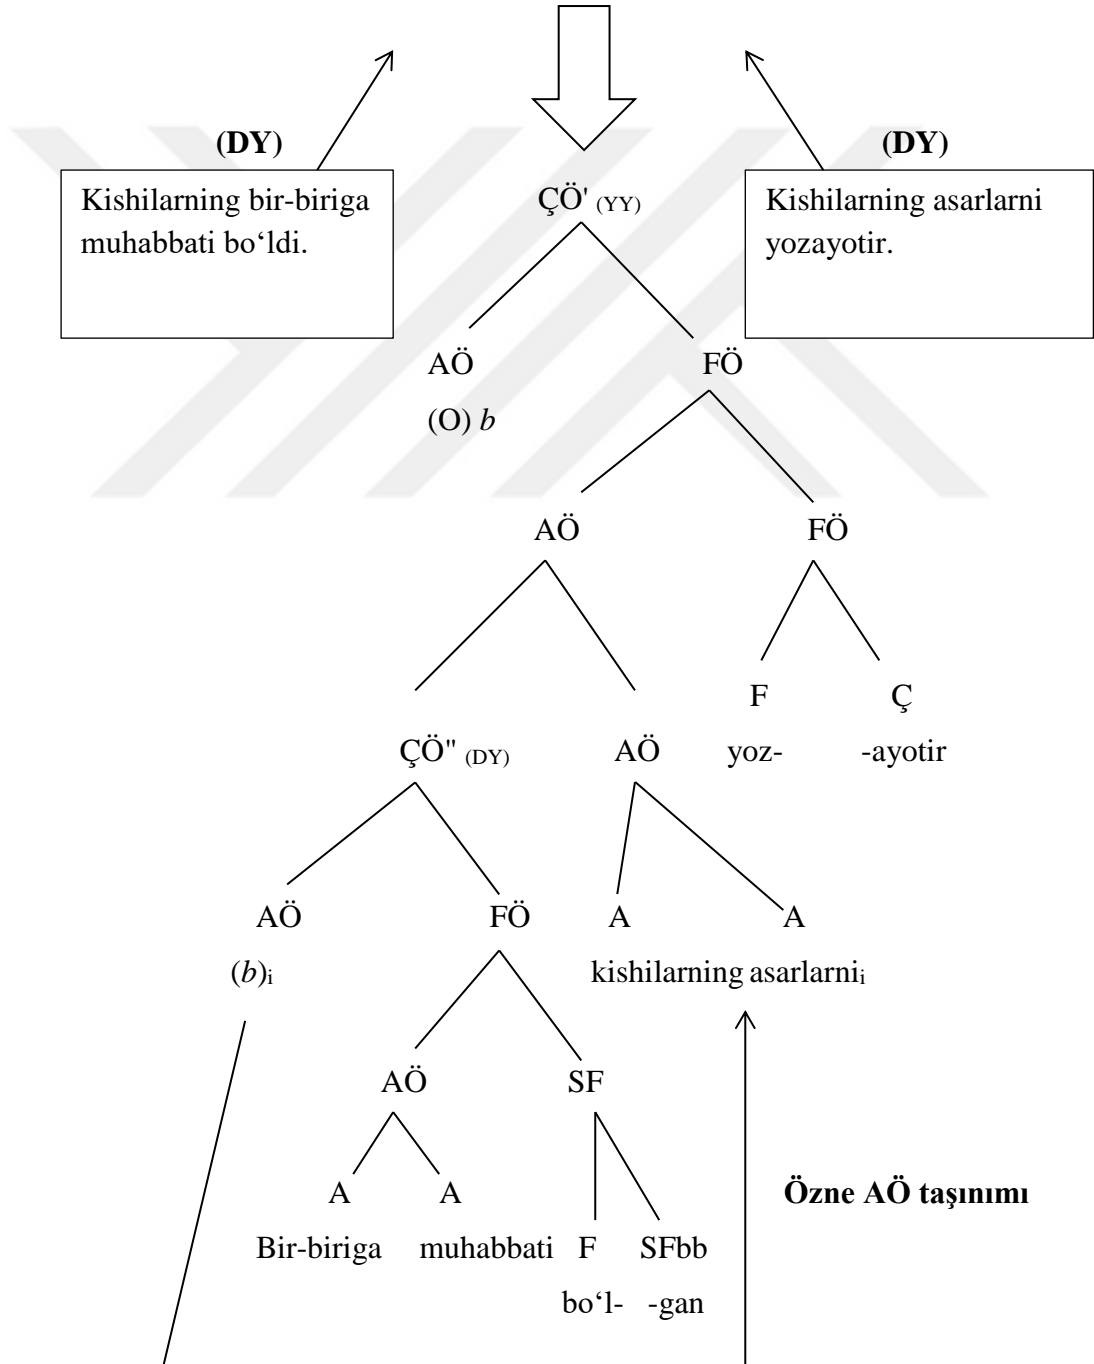 (DY) (DY)
Kishilarning bir-biriga
muhabbati bo‘ldi.
ÇÖ' (YY)
Kishilarning asarlarni
yozayotir.
AÖ FÖ
(O) b
AÖ FÖ
F Ç
ÇÖ" (DY) AÖ yoz- -ayotir
AÖ FÖ A A
(b)i kishilarning asarlarnii
AÖ SF
A A Özne AÖ taşınımı
Bir-biriga muhabbati F SFbb
bo‘l- -gan